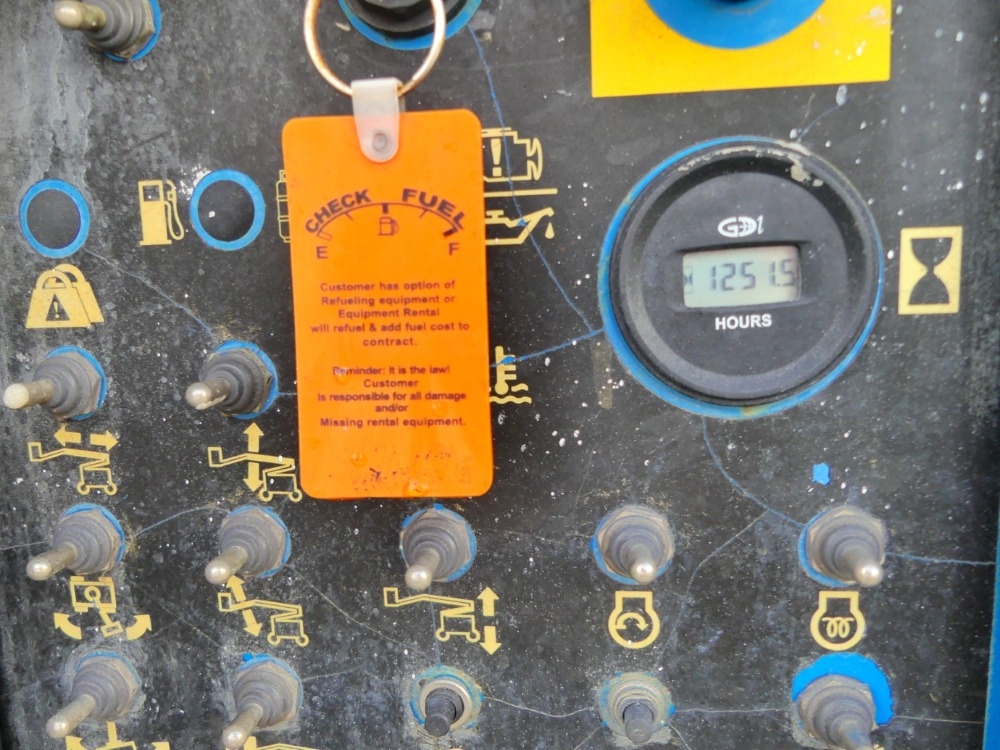 CHECK FUEL
E F
Customer has option of
Refueling equipment or
Equipment Rental
will refuel & add fuel cost to
contract.
Reminder: It is the law!
Customer
is responsible for all damage
and/or
Missing rental equipment.
1251.5
HOURS